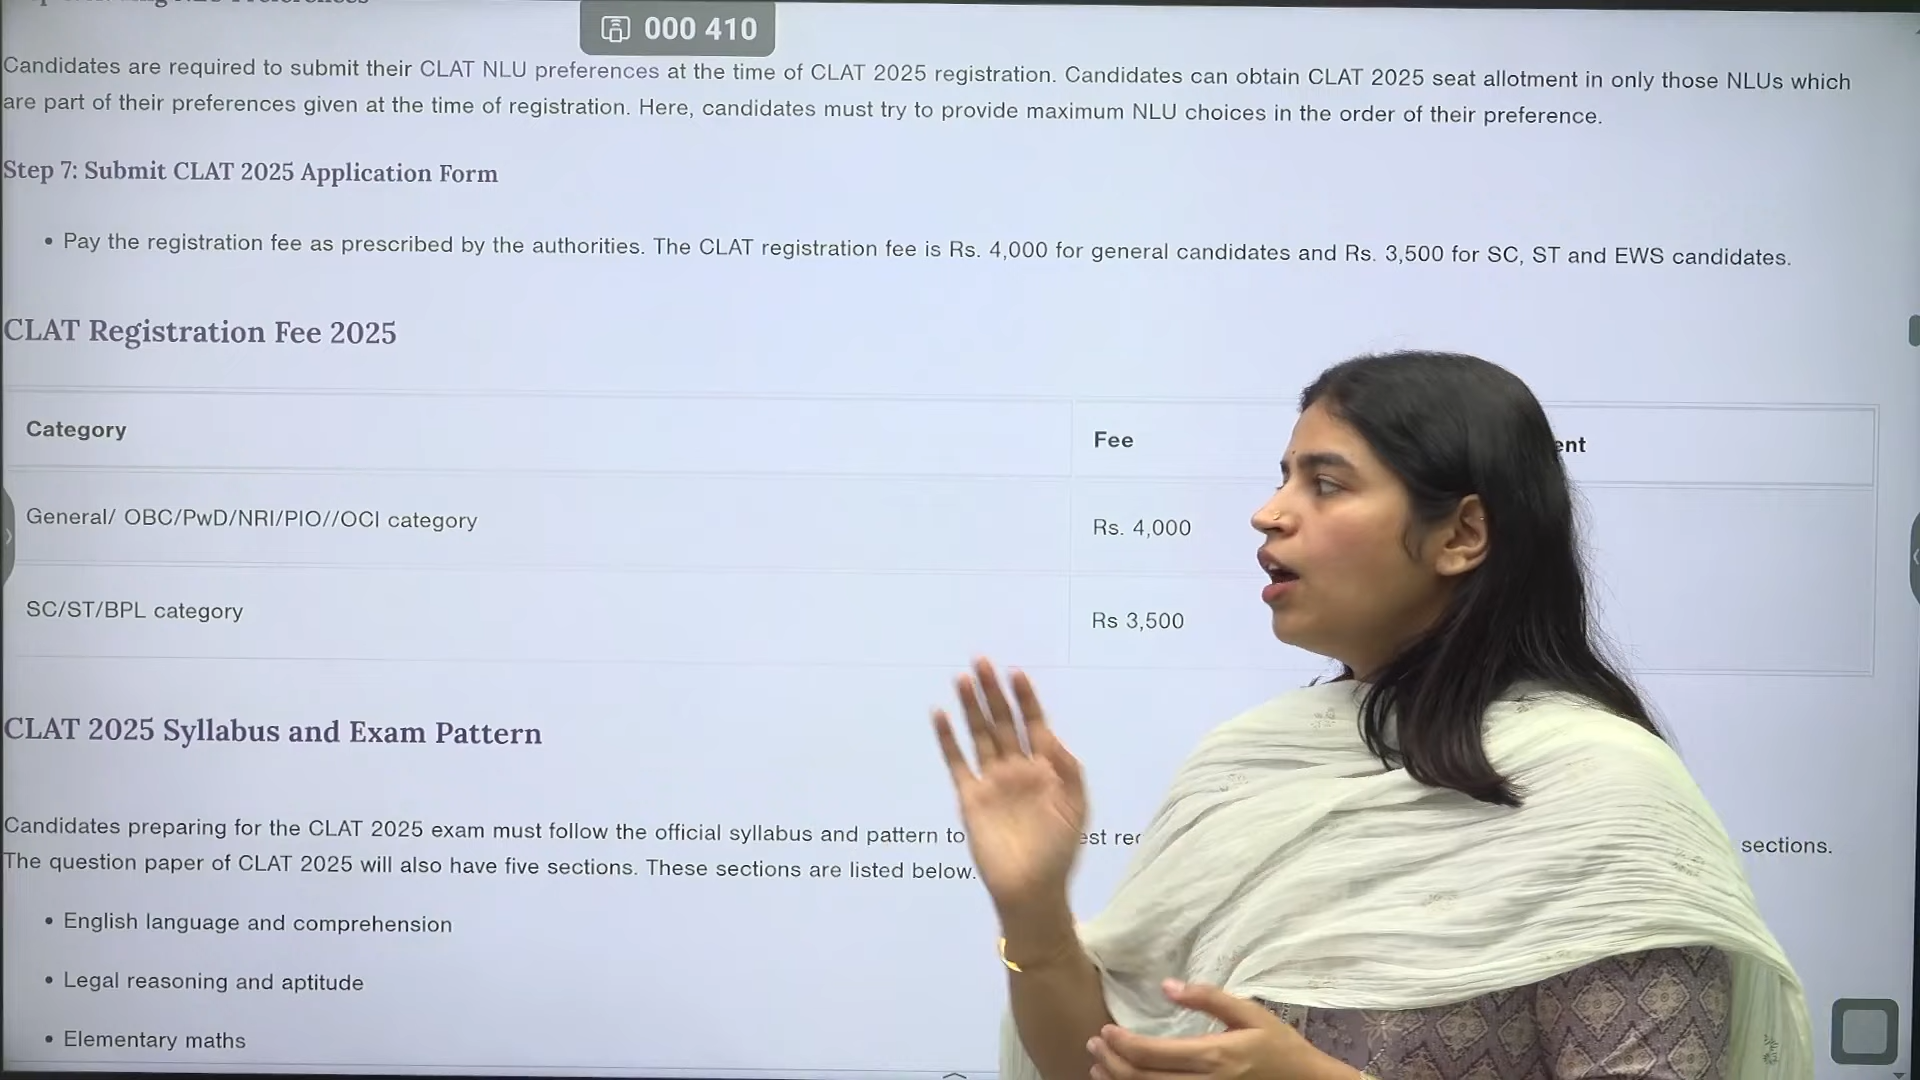 000 410
Candidates are required to submit their CLAT NLU preferences at the time of CLAT 2025 registration. Candidates can obtain CLAT 2025 seat allotment in only those NLUs which
are part of their preferences given at the time of registration. Here, candidates must try to provide maximum NLU choices in the order of their preference.
Step 7: Submit CLAT 2025 Application Form
• Pay the registration fee as prescribed by the authorities. The CLAT registration fee is Rs. 4,000 for general candidates and Rs. 3,500 for SC, ST and EWS candidates.
CLAT Registration Fee 2025
Category Fee
General/ OBC/PwD/NRI/PIO//OCI category Rs. 4,000
SC/ST/BPL category Rs 3,500
CLAT 2025 Syllabus and Exam Pattern
Candidates preparing for the CLAT 2025 exam must follow the official syllabus and pattern to sections.
The question paper of CLAT 2025 will also have five sections. These sections are listed below.
• English language and comprehension
• Legal reasoning and aptitude
• Elementary maths